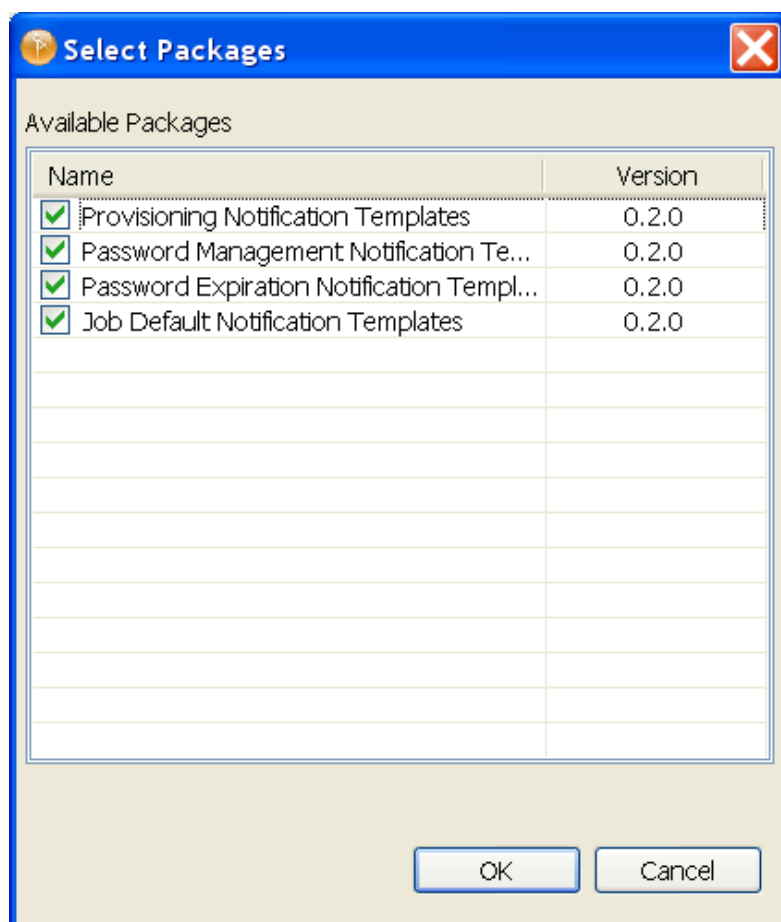 Select Packages
Available Packages
Name Version
Provisioning Notification Templates 0.2.0
Password Management Notification Te... 0.2.0
Password Expiration Notification Templ... 0.2.0
Job Default Notification Templates 0.2.0
OK Cancel